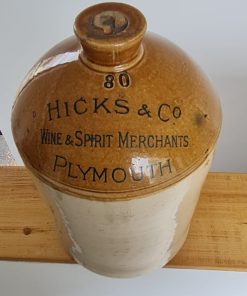 80
HICKS & CO
WINE & SPIRIT MERCHANTS
PLYMOUTH